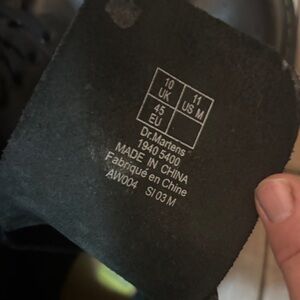 10 11
UK US M
45
EU
Dr.Martens
1940 5400
MADE IN CHINA
Fabriqué en Chine
AW004 SI 03 M